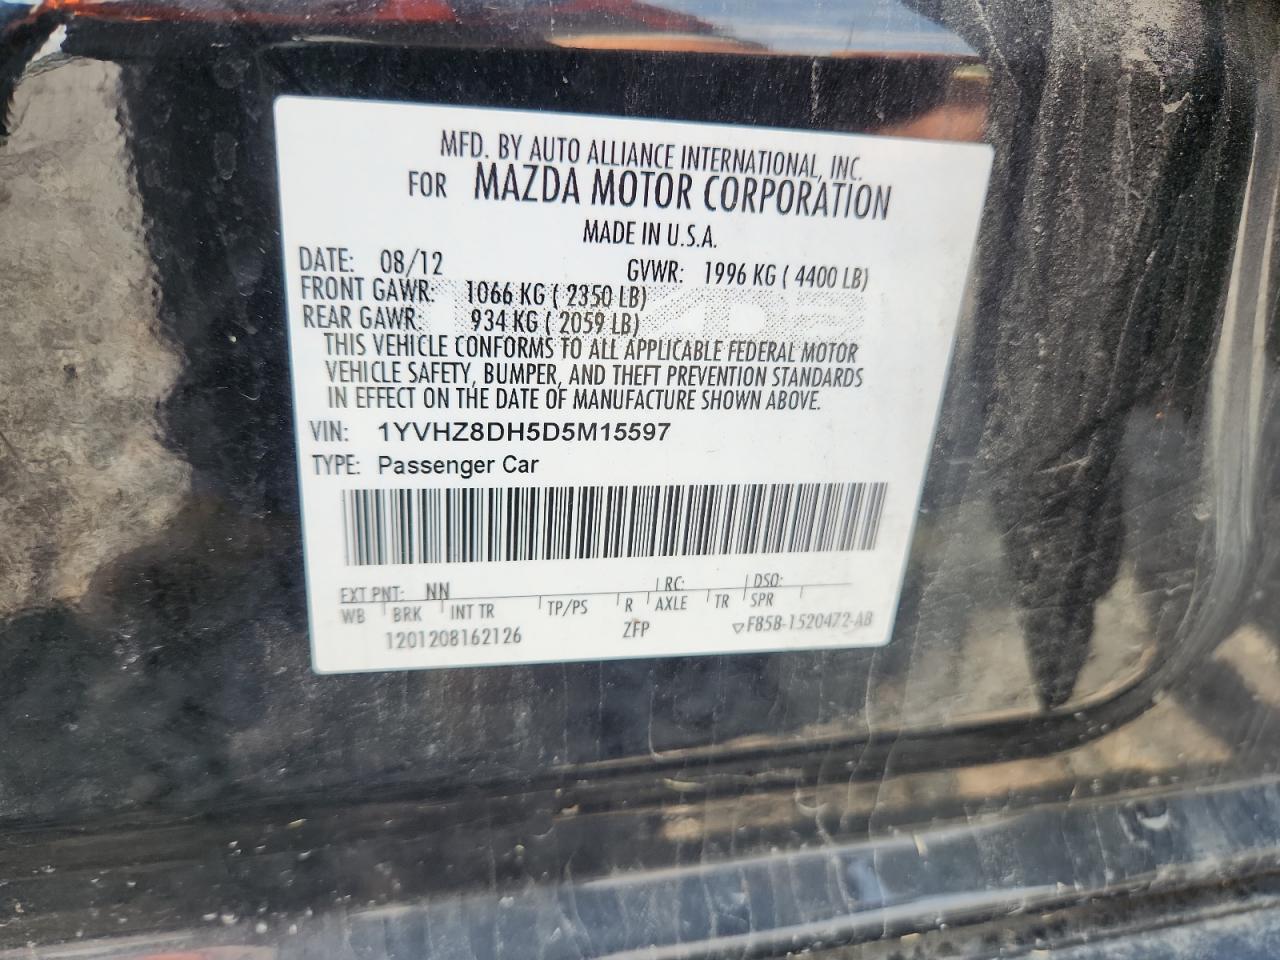 MFD. BY AUTO ALLIANCE INTERNATIONAL, INC.
FOR MAZDA MOTOR CORPORATION
MADE IN U.S.A.
DATE: 08/12 GVWR: 1996 KG ( 4400 LB)
FRONT GAWR: 1066 KG ( 2350 LB)
REAR GAWR: 934 KG ( 2059 LB)
THIS VEHICLE CONFORMS TO ALL APPLICABLE FEDERAL MOTOR
VEHICLE SAFETY, BUMPER, AND THEFT PREVENTION STANDARDS
IN EFFECT ON THE DATE OF MANUFACTURE SHOWN ABOVE.
VIN: 1YVHZ8DH5D5M15597
TYPE: Passenger Car
EXT PNT: NN RC: DSO:
WB BRK INT TR TP/PS R AXLE TR SPR
1201208162126 ZFP ▽F85B-1520472-AB